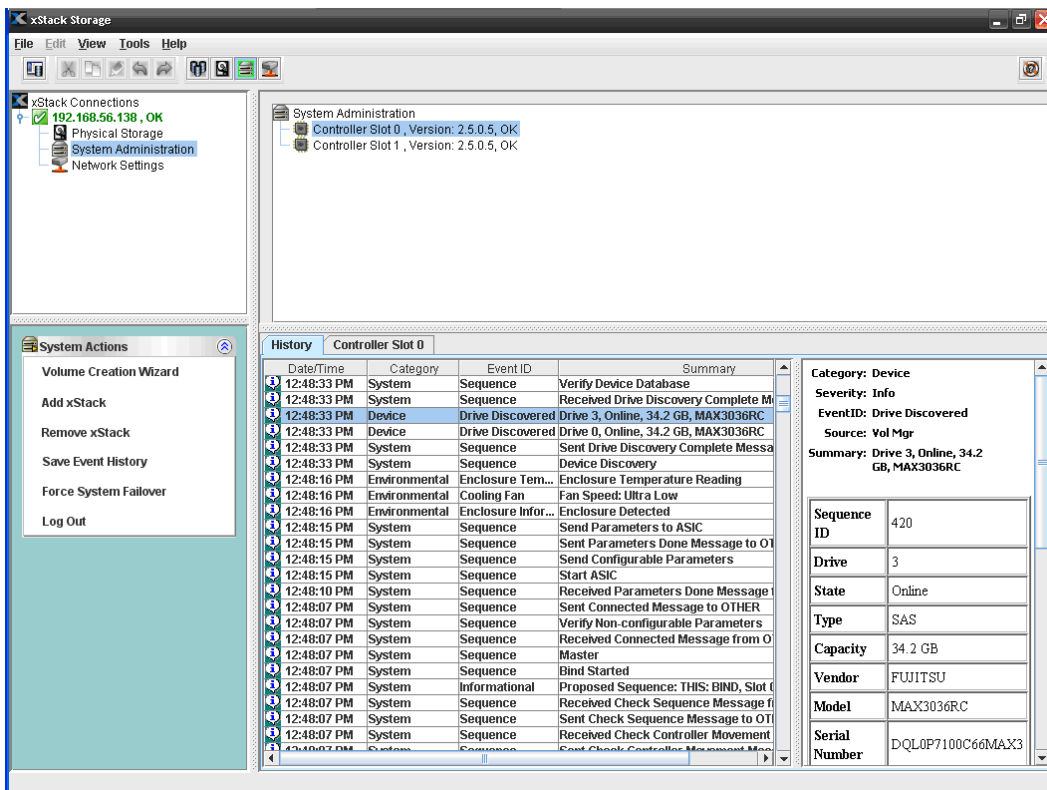 xStack Storage
File Edit View Tools Help
xStack Connections
192.168.56.138 , OK
Physical Storage
System Administration
Network Settings
System Administration
Controller Slot 0 , Version: 2.5.0.5, OK
Controller Slot 1 , Version: 2.5.0.5, OK
System Actions
Volume Creation Wizard
Add xStack
Remove xStack
Save Event History
Force System Failover
Log Out
History Controller Slot 0
Date/Time Category Event ID Summary
12:48:33 PM System Sequence Verify Device Database
12:48:33 PM System Sequence Received Drive Discovery Complete M
12:48:33 PM Device Drive Discovered Drive 3, Online, 34.2 GB, MAX3036RC
12:48:33 PM Device Drive Discovered Drive 0, Online, 34.2 GB, MAX3036RC
12:48:33 PM System Sequence Sent Drive Discovery Complete Messa
12:48:33 PM System Sequence Device Discovery
12:48:16 PM Environmental Enclosure Tem... Enclosure Temperature Reading
12:48:16 PM Environmental Cooling Fan Fan Speed: Ultra Low
12:48:16 PM Environmental Enclosure Infor... Enclosure Detected
12:48:15 PM System Sequence Send Parameters to ASIC
12:48:15 PM System Sequence Sent Parameters Done Message to OT
12:48:15 PM System Sequence Send Configurable Parameters
12:48:15 PM System Sequence Start ASIC
12:48:10 PM System Sequence Received Parameters Done Message f
12:48:07 PM System Sequence Sent Connected Message to OTHER
12:48:07 PM System Sequence Verify Non-configurable Parameters
12:48:07 PM System Sequence Received Connected Message from O
12:48:07 PM System Sequence Master
12:48:07 PM System Sequence Bind Started
12:48:07 PM System Informational Proposed Sequence: THIS: BIND, Slot
12:48:07 PM System Sequence Received Check Sequence Message f
12:48:07 PM System Sequence Sent Check Sequence Message to OT
12:48:07 PM System Sequence Received Check Controller Movement
12:48:07 PM System Sequence Sent Check Controller Movement Mes
Category: Device
Severity: Info
EventID: Drive Discovered
Source: Vol Mgr
Summary: Drive 3, Online, 34.2
GB, MAX3036RC
Sequence ID 420
Drive 3
State Online
Type SAS
Capacity 34.2 GB
Vendor FUJITSU
Model MAX3036RC
Serial Number DQL0P7100C66MAX3